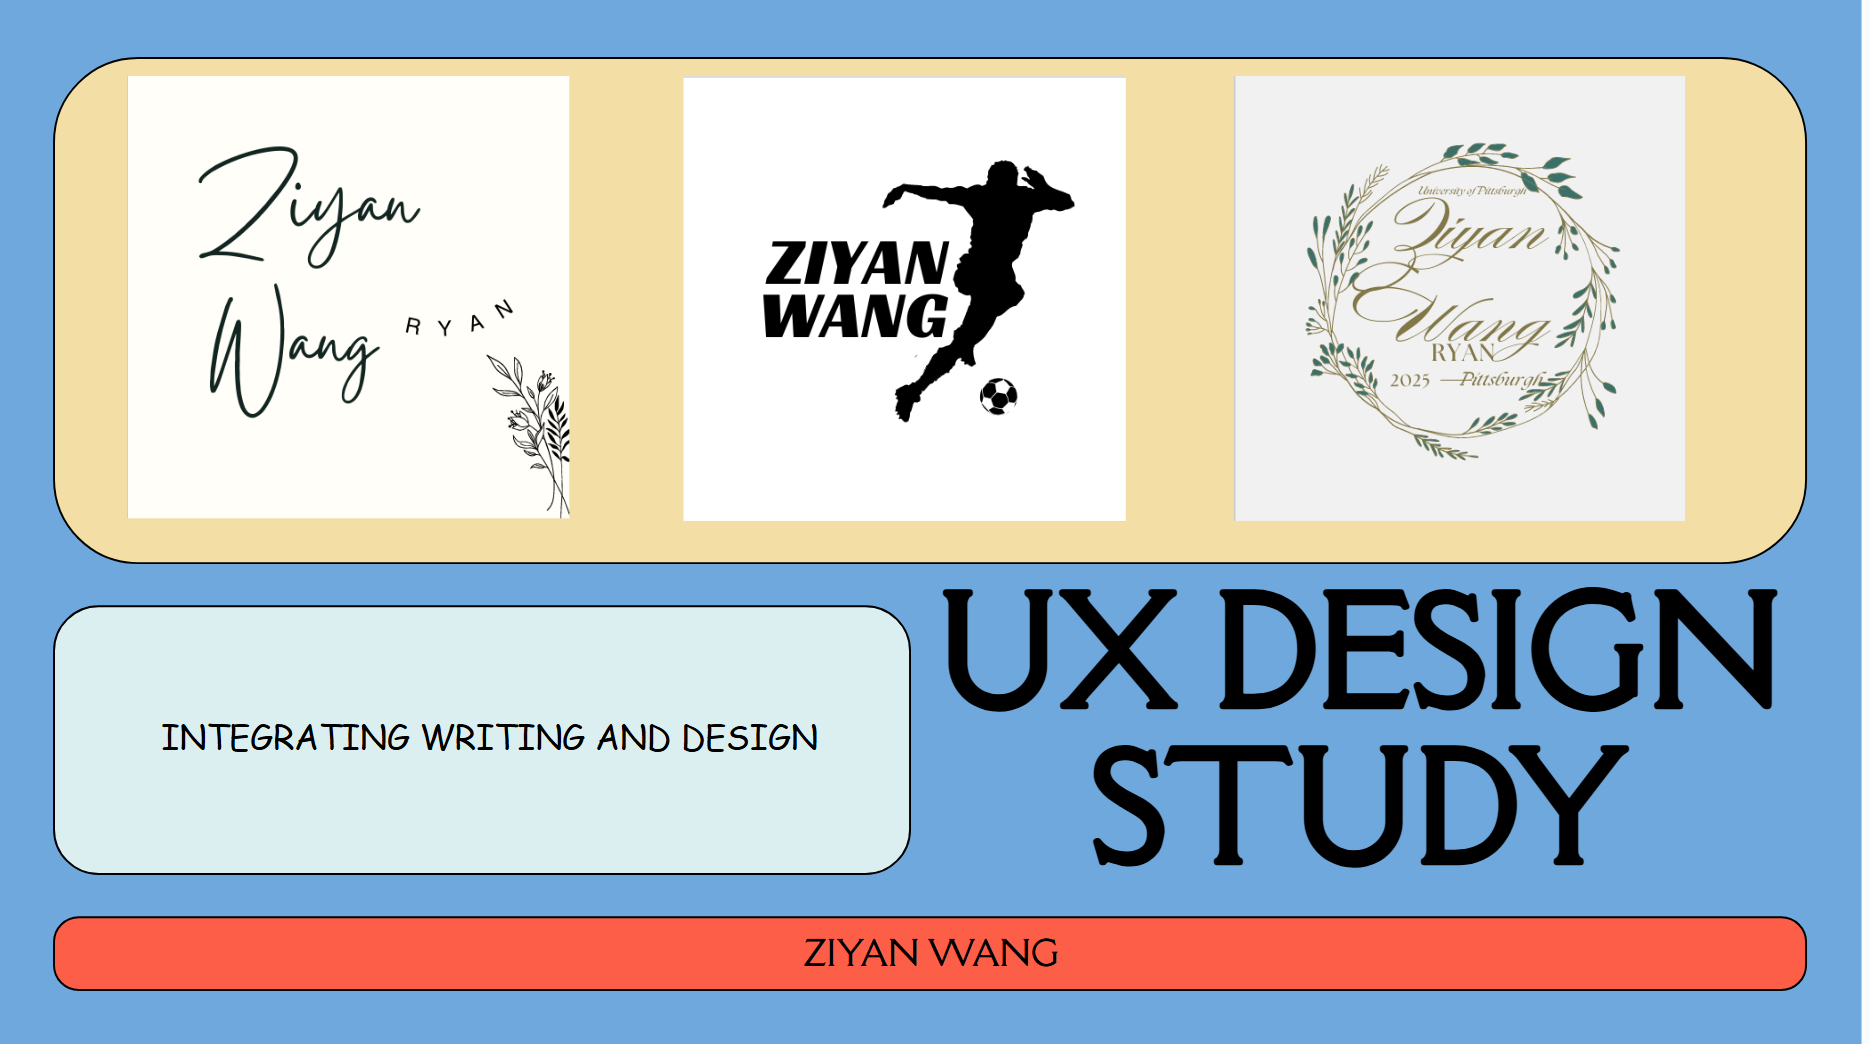 Ziyan
Wang
RYAN
ZIYAN
WANG
University of Pittsburgh
Ziyan
Wang
RYAN
2025 —Pittsburgh—
UX DESIGN
STUDY
INTEGRATING WRITING AND DESIGN
ZIYAN WANG